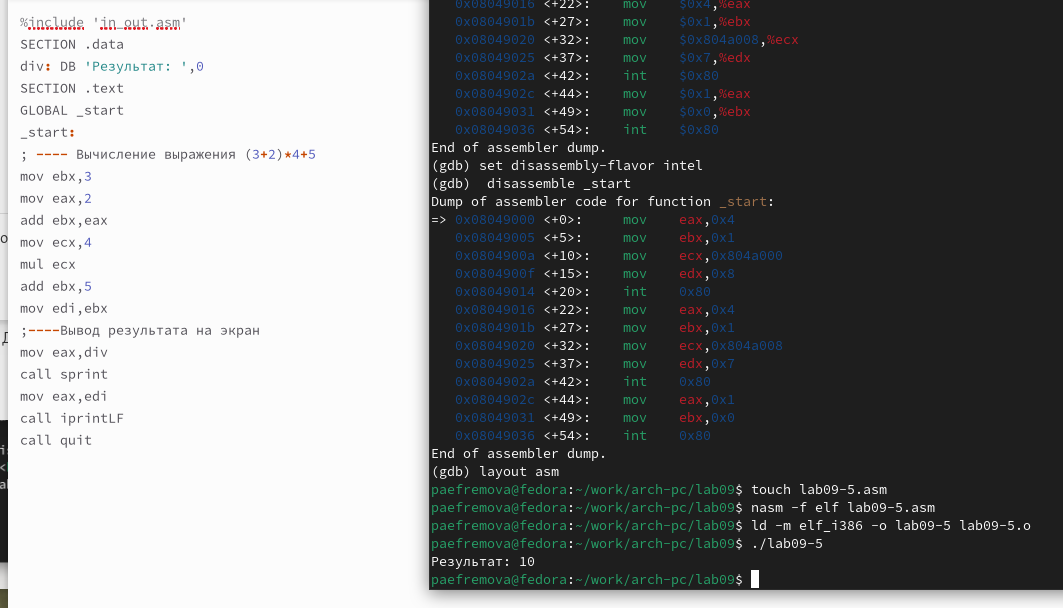 %include 'in_out.asm'
SECTION .data
div: DB 'Результат: ',0
SECTION .text
GLOBAL _start
_start:
; ---- Вычисление выражения (3+2)*4+5
mov ebx,3
mov eax,2
add ebx,eax
mov ecx,4
mul ecx
add ebx,5
mov edi,ebx
;----Вывод результата на экран
mov eax,div
call sprint
mov eax,edi
call iprintLF
call quit
0x08049016 <+22>: mov $0x4,%eax
0x0804901b <+27>: mov $0x1,%ebx
0x08049020 <+32>: mov $0x804a008,%ecx
0x08049025 <+37>: mov $0x7,%edx
0x0804902a <+42>: int $0x80
0x0804902c <+44>: mov $0x1,%eax
0x08049031 <+49>: mov $0x0,%ebx
0x08049036 <+54>: int $0x80
End of assembler dump.
(gdb) set disassembly-flavor intel
(gdb)  disassemble _start
Dump of assembler code for function _start:
=> 0x08049000 <+0>: mov eax,0x4
0x08049005 <+5>: mov ebx,0x1
0x0804900a <+10>: mov ecx,0x804a000
0x0804900f <+15>: mov edx,0x8
0x08049014 <+20>: int 0x80
0x08049016 <+22>: mov eax,0x4
0x0804901b <+27>: mov ebx,0x1
0x08049020 <+32>: mov ecx,0x804a008
0x08049025 <+37>: mov edx,0x7
0x0804902a <+42>: int 0x80
0x0804902c <+44>: mov eax,0x1
0x08049031 <+49>: mov ebx,0x0
0x08049036 <+54>: int 0x80
End of assembler dump.
(gdb) layout asm
paefremova@fedora:~/work/arch-pc/lab09$ touch lab09-5.asm
paefremova@fedora:~/work/arch-pc/lab09$ nasm -f elf lab09-5.asm
paefremova@fedora:~/work/arch-pc/lab09$ ld -m elf_i386 -o lab09-5 lab09-5.o
paefremova@fedora:~/work/arch-pc/lab09$ ./lab09-5
Результат: 10
paefremova@fedora:~/work/arch-pc/lab09$